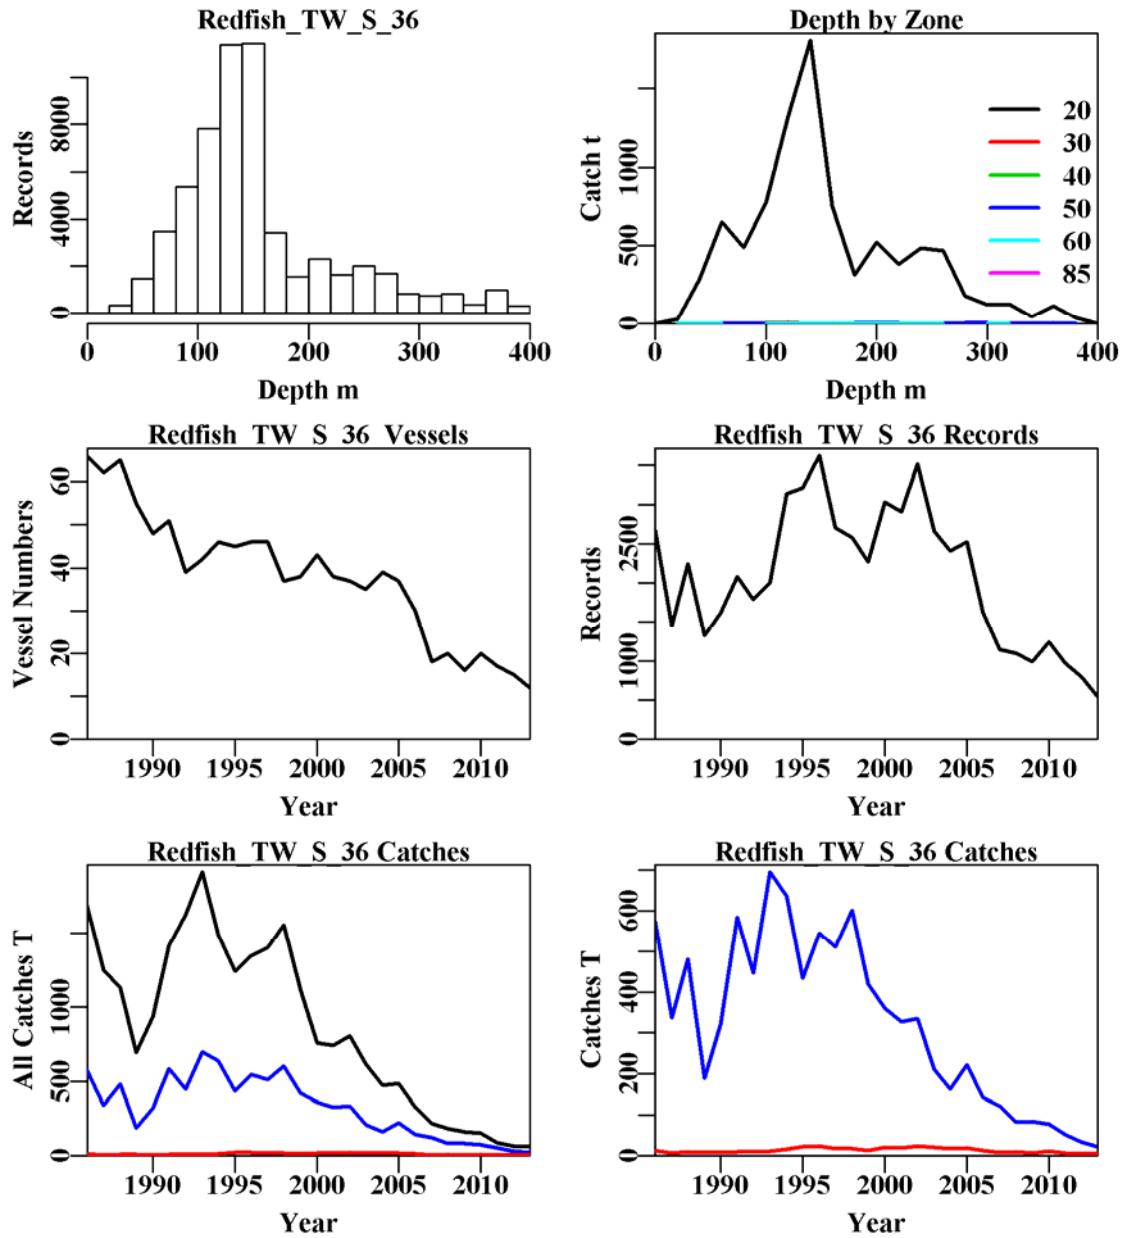 Redfish_TW_S_36
Records
0 4000 8000
0 100 200 300 400
Depth m
Depth by Zone
Catch t
0 500 1000
20
30
40
50
60
85
0 100 200 300 400
Depth m
Redfish_TW_S_36_Vessels
Vessel Numbers
0 20 40 60
1990 1995 2000 2005 2010
Year
Redfish_TW_S_36 Records
Records
0 1000 2500
1990 1995 2000 2005 2010
Year
Redfish_TW_S_36 Catches
All Catches T
0 500 1000
1990 1995 2000 2005 2010
Year
Redfish_TW_S_36 Catches
Catches T
0 200 400 600
1990 1995 2000 2005 2010
Year